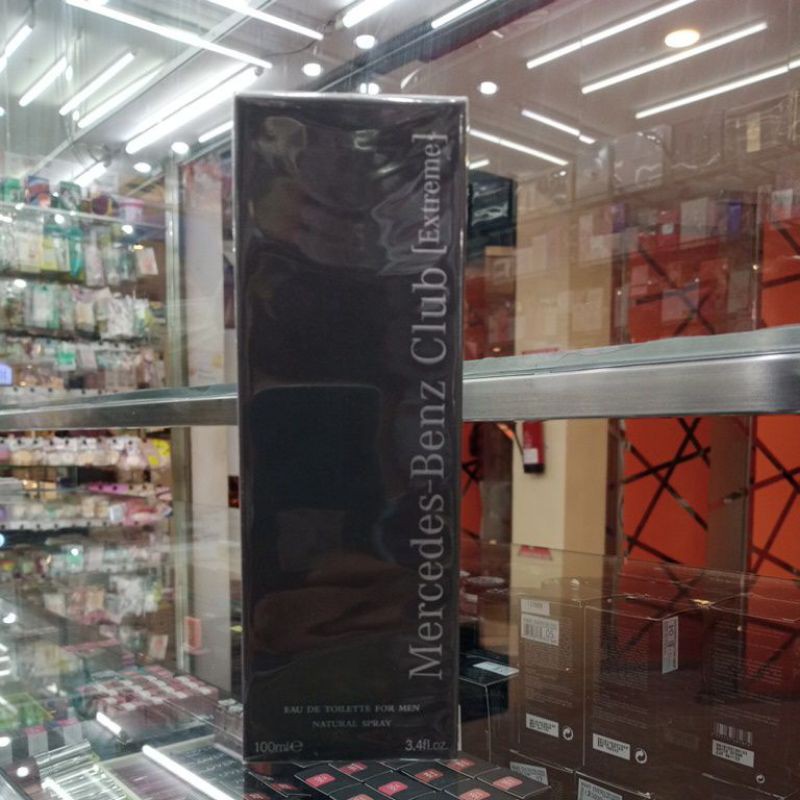 Mercedes-Benz Club [Extreme]
EAU DE TOILETTE FOR MEN
NATURAL SPRAY
100ml℮
3.4fl.oz.